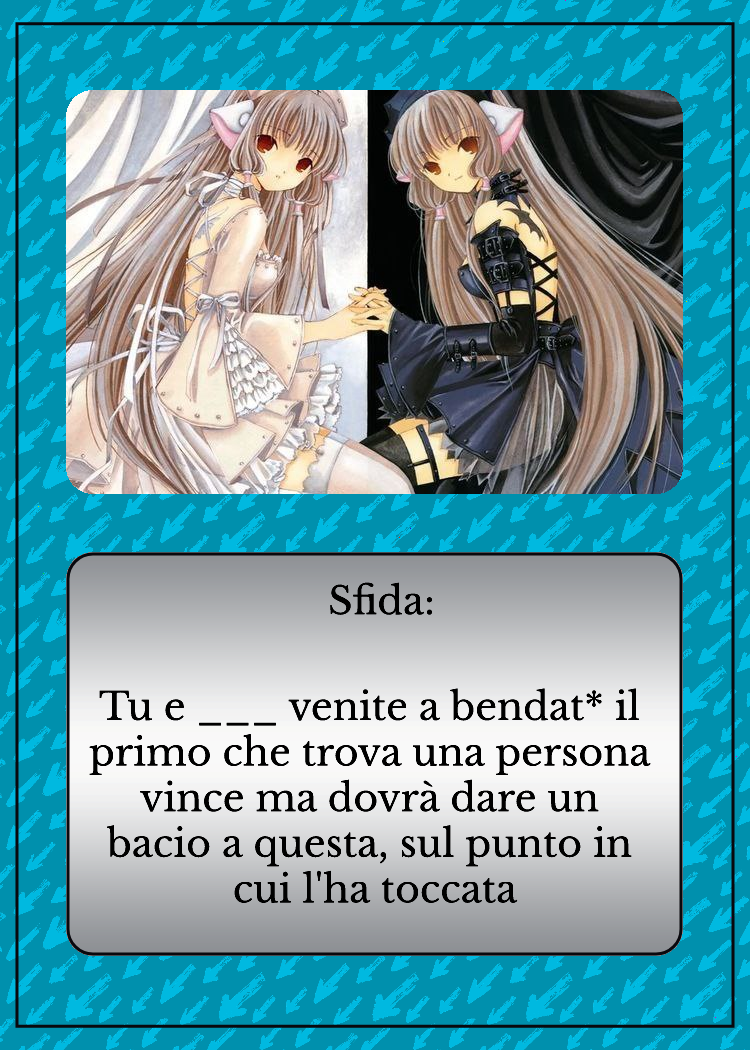 Sfida:
Tu e ___ venite a bendat* il
primo che trova una persona
vince ma dovrà dare un
bacio a questa, sul punto in
cui l'ha toccata